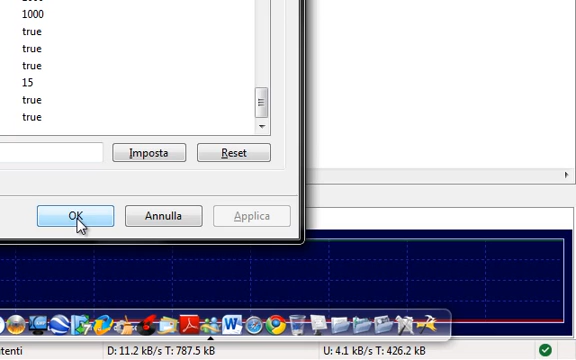 1000
true
true
true
15
true
true
Imposta
Reset
OK
Annulla
Applica
D: 11.2 kB/s T: 787.5 kB
U: 4.1 kB/s T: 426.2 kB